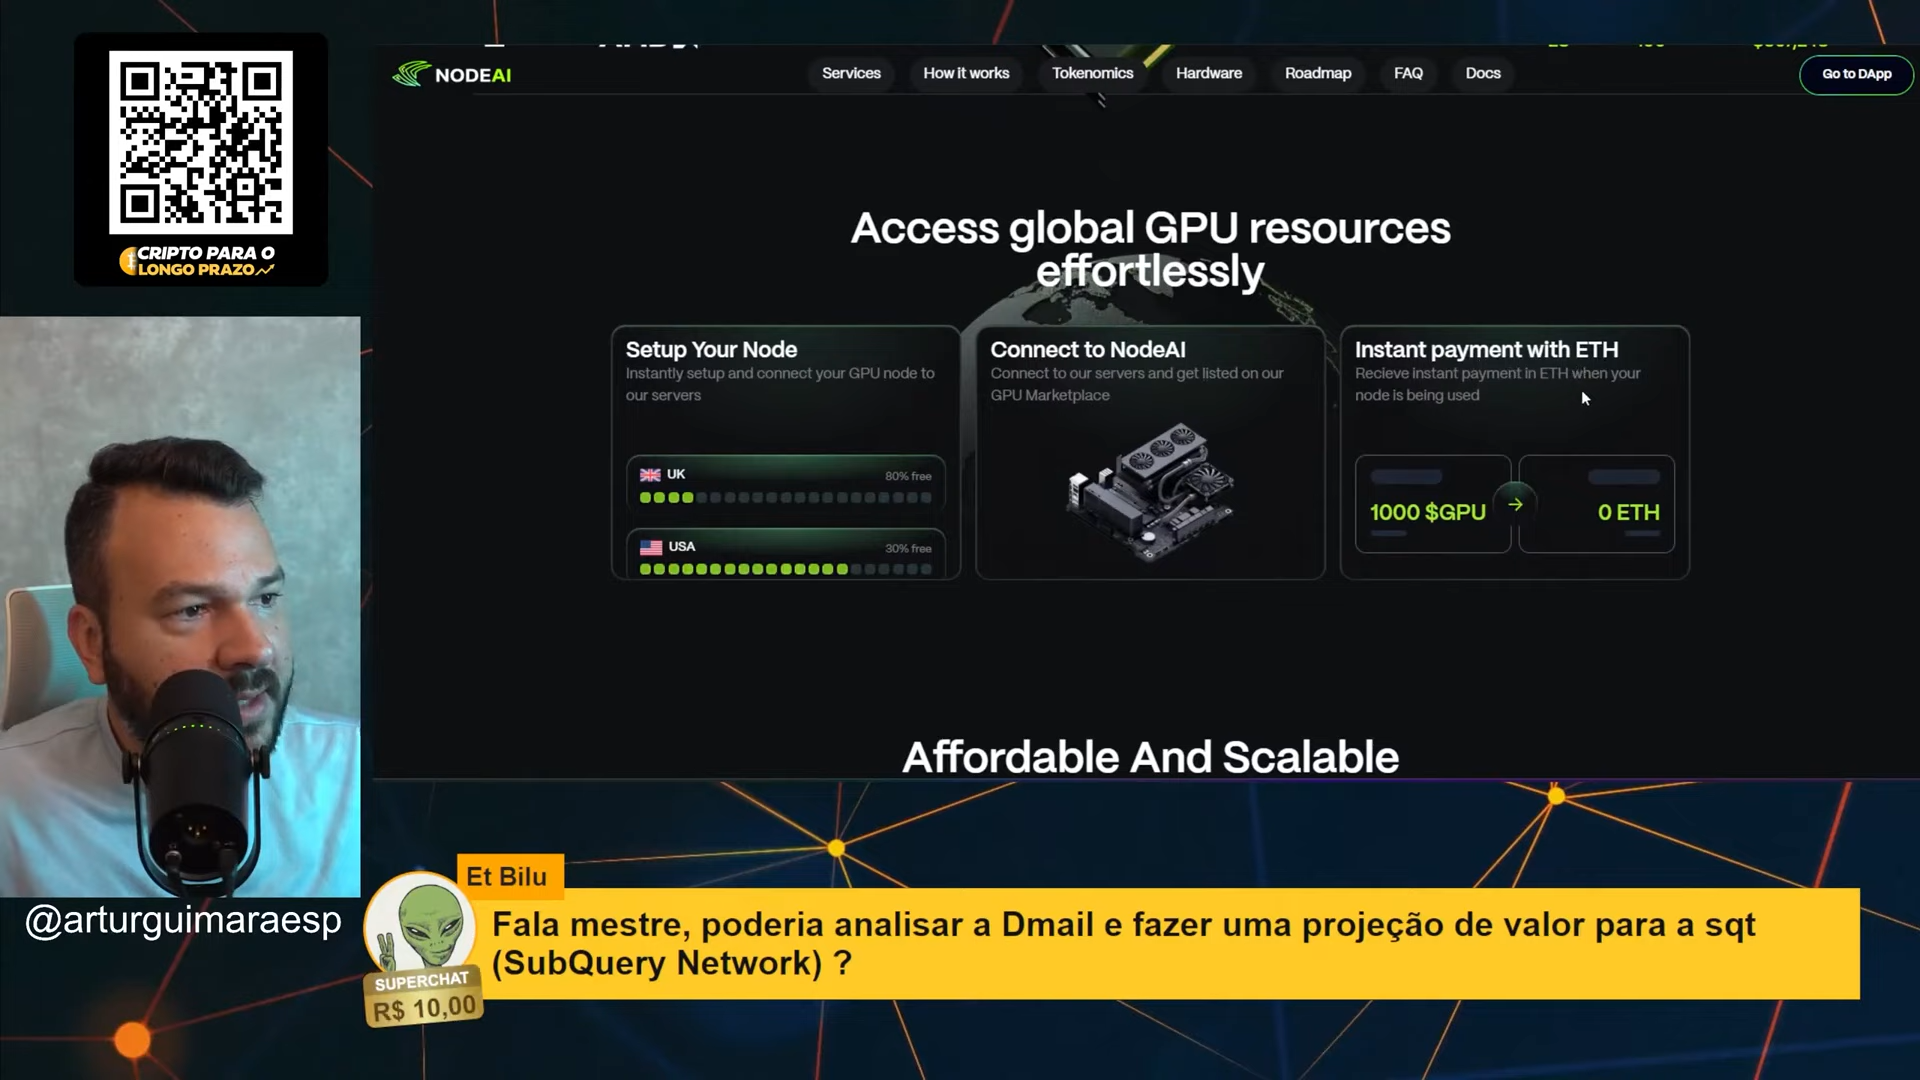 NODEAI
Services
How it works
Tokenomics
Hardware
Roadmap
FAQ
Docs
Go to DApp
CRIPTO PARA O
LONGO PRAZO
Access global GPU resources
effortlessly
Setup Your Node
Instantly setup and connect your GPU node to
our servers
UK
80% free
USA
30% free
Connect to NodeAI
Connect to our servers and get listed on our
GPU Marketplace
Instant payment with ETH
Recieve instant payment in ETH when your
node is being used
1000 $GPU
0 ETH
Affordable And Scalable
@arturguimaraesp
Et Bilu
Fala mestre, poderia analisar a Dmail e fazer uma projeção de valor para a sqt
(SubQuery Network) ?
SUPERCHAT
R$ 10,00